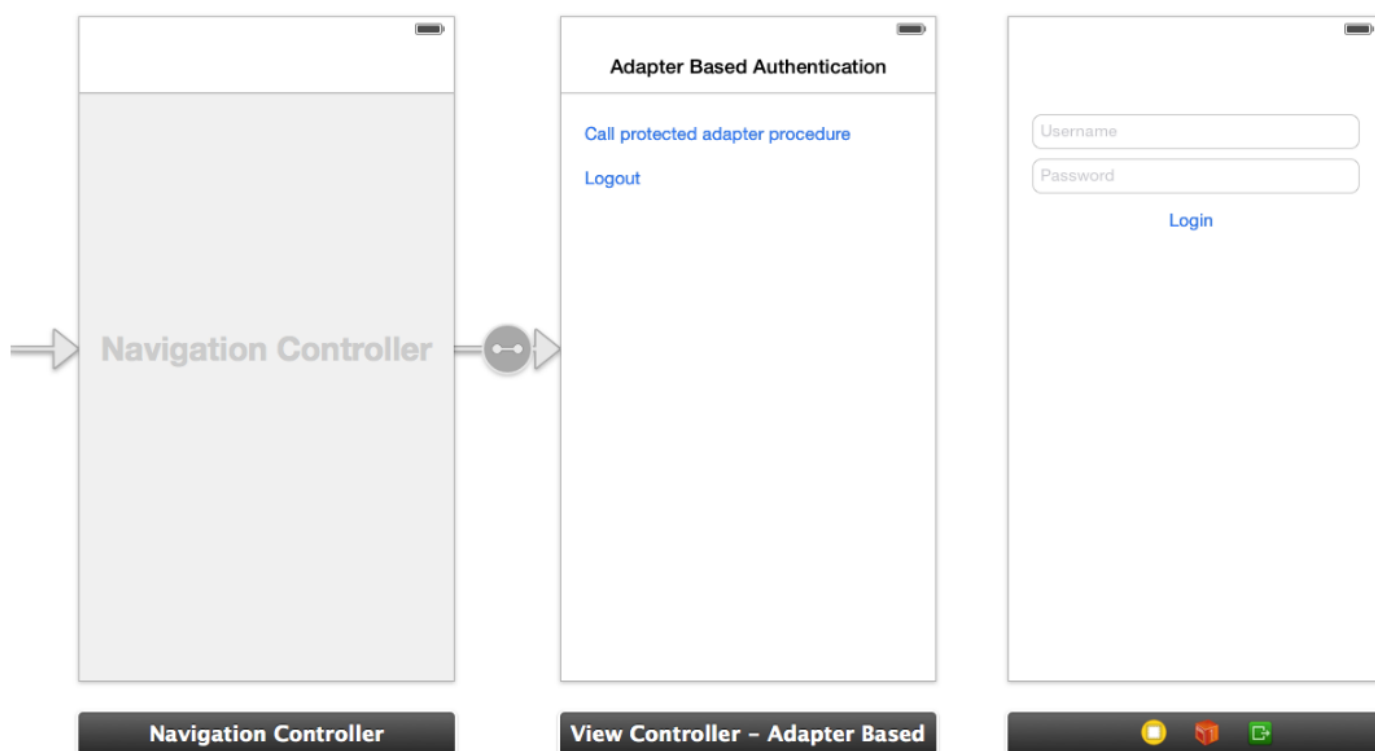 Navigation Controller
Navigation Controller
Adapter Based Authentication
Call protected adapter procedure
Logout
View Controller – Adapter Based
Username
Password
Login